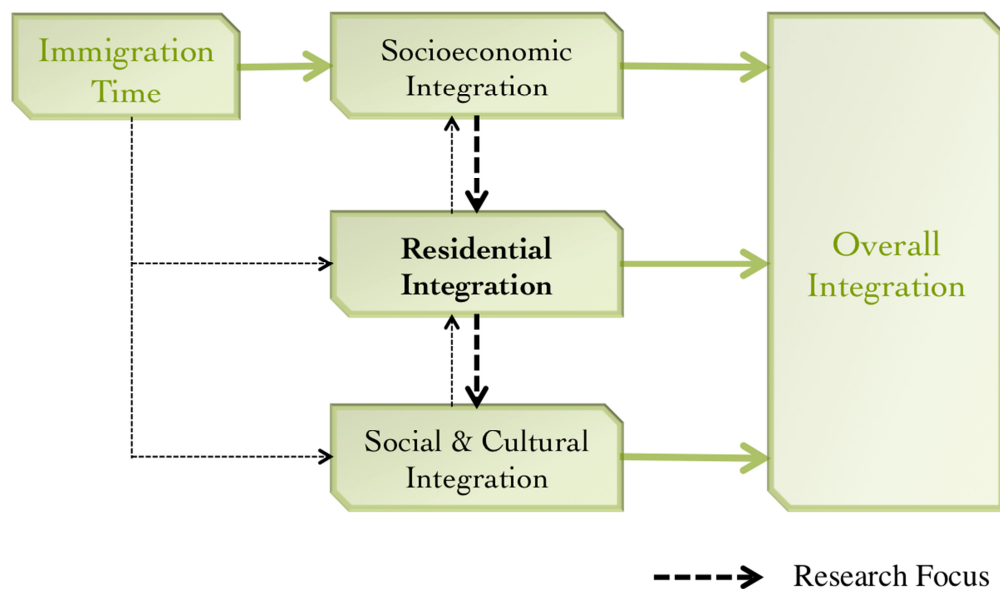 Immigration
Time
Socioeconomic
Integration
Residential
Integration
Social & Cultural
Integration
Overall
Integration
Research Focus